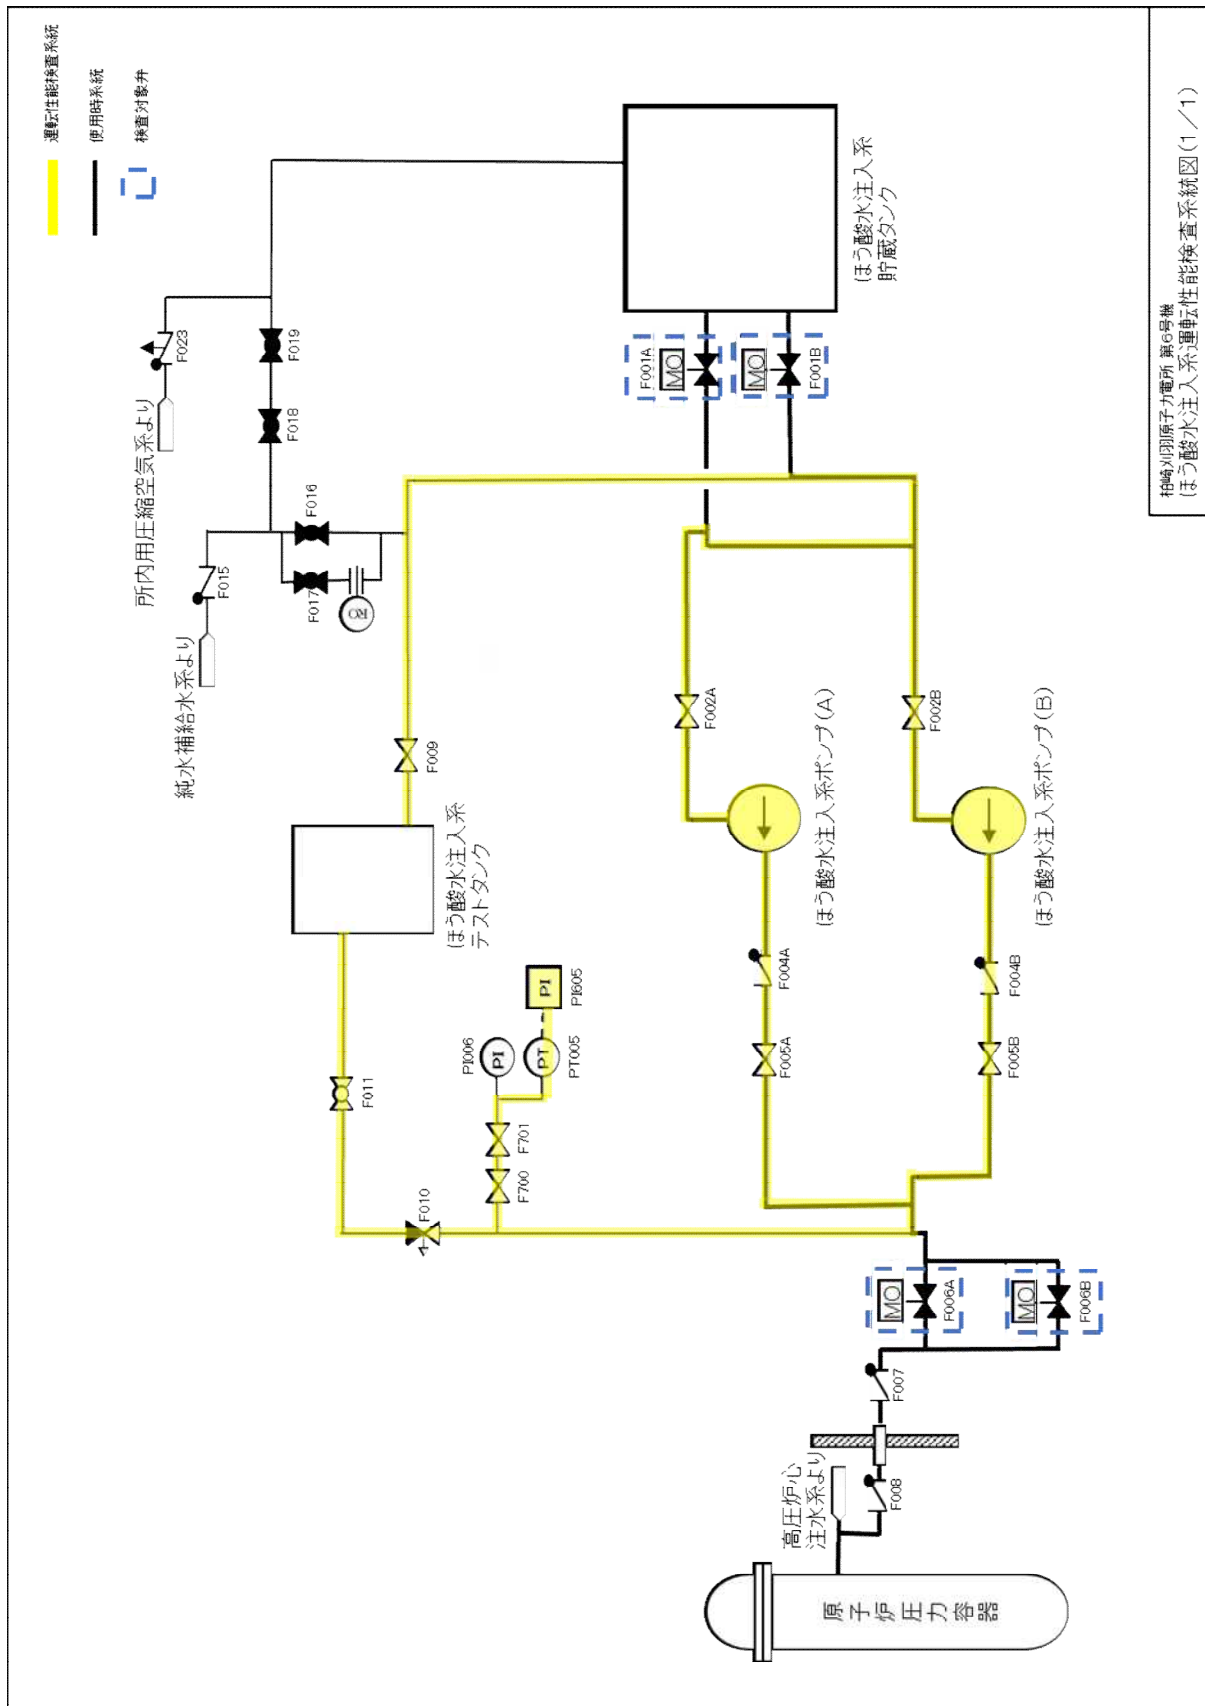 運転性能検査系統
使用時系統
検査対象弁
所内用圧縮空気系より
F023
F019
F018
純水補給水系より
F015
F016
F017
RO
ほう酸水注入系
貯蔵タンク
MO
F001A
MO
F001B
F009
ほう酸水注入系
テストタンク
F002A
F002B
ほう酸水注入系ポンプ(A)
ほう酸水注入系ポンプ(B)
F004A
F004B
F005A
F005B
F011
PI
PI006
PT
PT005
PI
PI605
F701
F700
F010
MO
F006A
MO
F006B
F007
F008
高圧炉心
注水系より
原子炉圧力容器
柏崎刈羽原子力発電所 第6号機
ほう酸水注入系運転性能検査系統図(1/1)